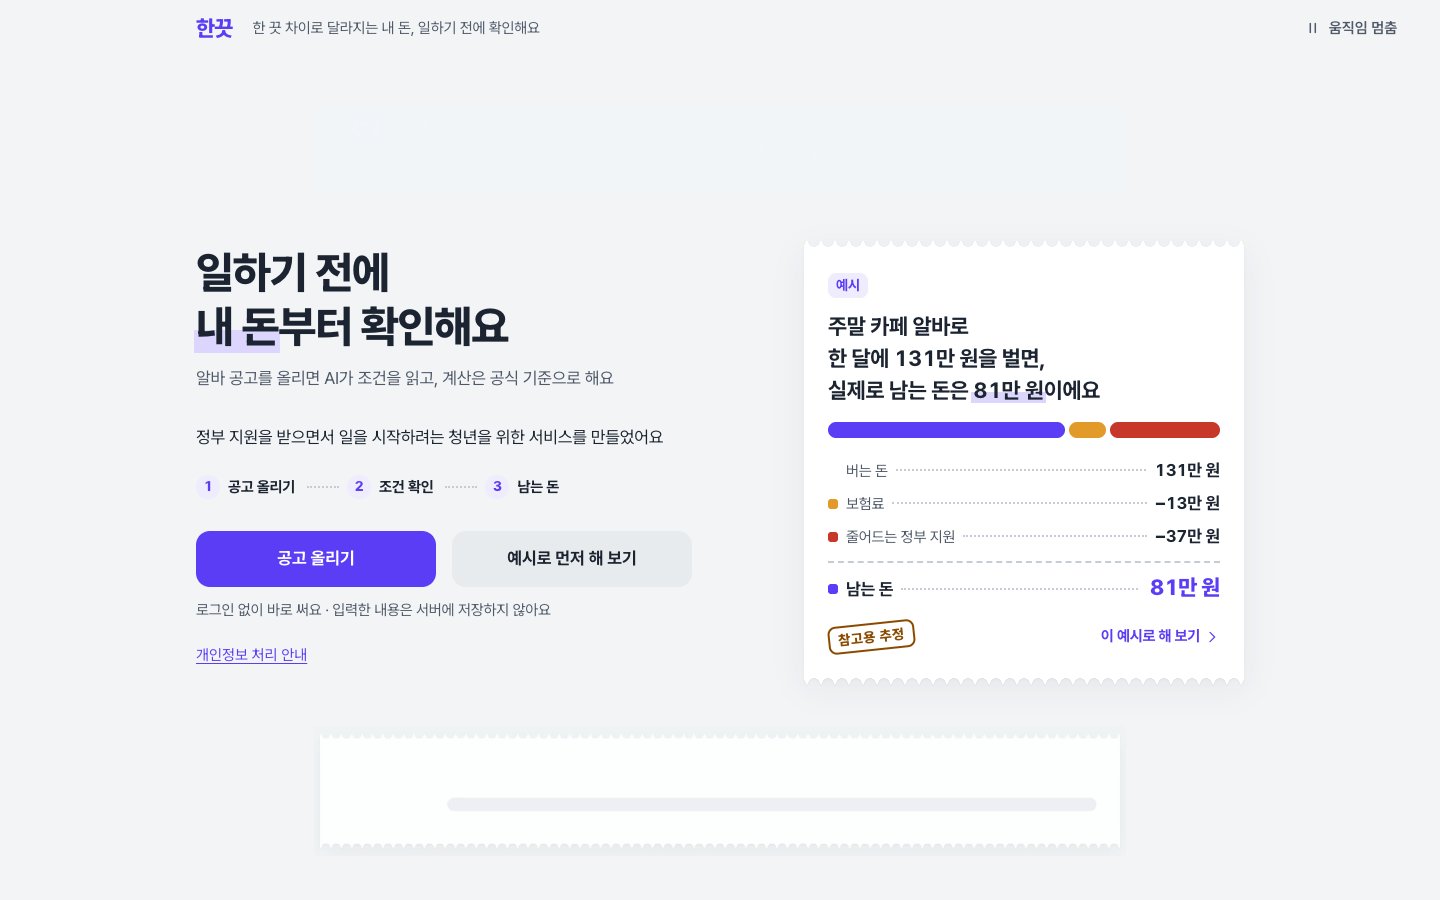 한끗
한 끗 차이로 달라지는 내 돈, 일하기 전에 확인해요
움직임 멈춤
일하기 전에
내 돈부터 확인해요
알바 공고를 올리면 AI가 조건을 읽고, 계산은 공식 기준으로 해요
정부 지원을 받으면서 일을 시작하려는 청년을 위한 서비스를 만들었어요
1 공고 올리기 2 조건 확인 3 남는 돈
공고 올리기
예시로 먼저 해 보기
로그인 없이 바로 써요 · 입력한 내용은 서버에 저장하지 않아요
개인정보 처리 안내
예시
주말 카페 알바로
한 달에 131만 원을 벌면,
실제로 남는 돈은 81만 원이에요
버는 돈 131만 원
보험료 −13만 원
줄어드는 정부 지원 −37만 원
남는 돈 81만 원
참고용 추정
이 예시로 해 보기